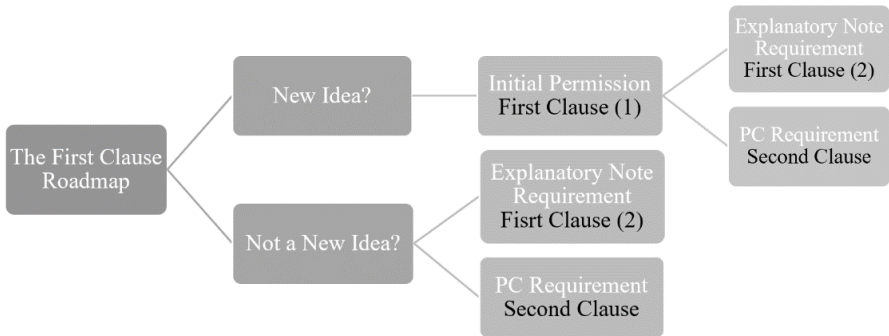 The First Clause
Roadmap
New Idea?
Initial Permission
First Clause (1)
Explanatory Note
Requirement
First Clause (2)
PC Requirement
Second Clause
Not a New Idea?
Explanatory Note
Requirement
Fisrt Clause (2)
PC Requirement
Second Clause